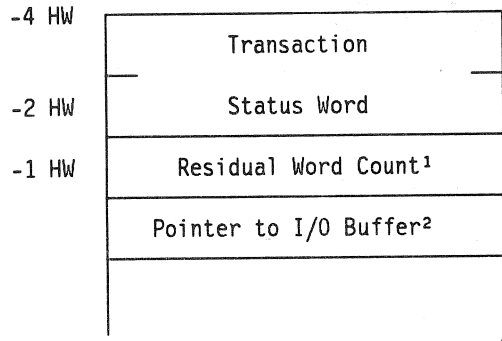 -4 HW
Transaction
-2 HW Status Word
-1 HW Residual Word Count¹
Pointer to I/O Buffer²